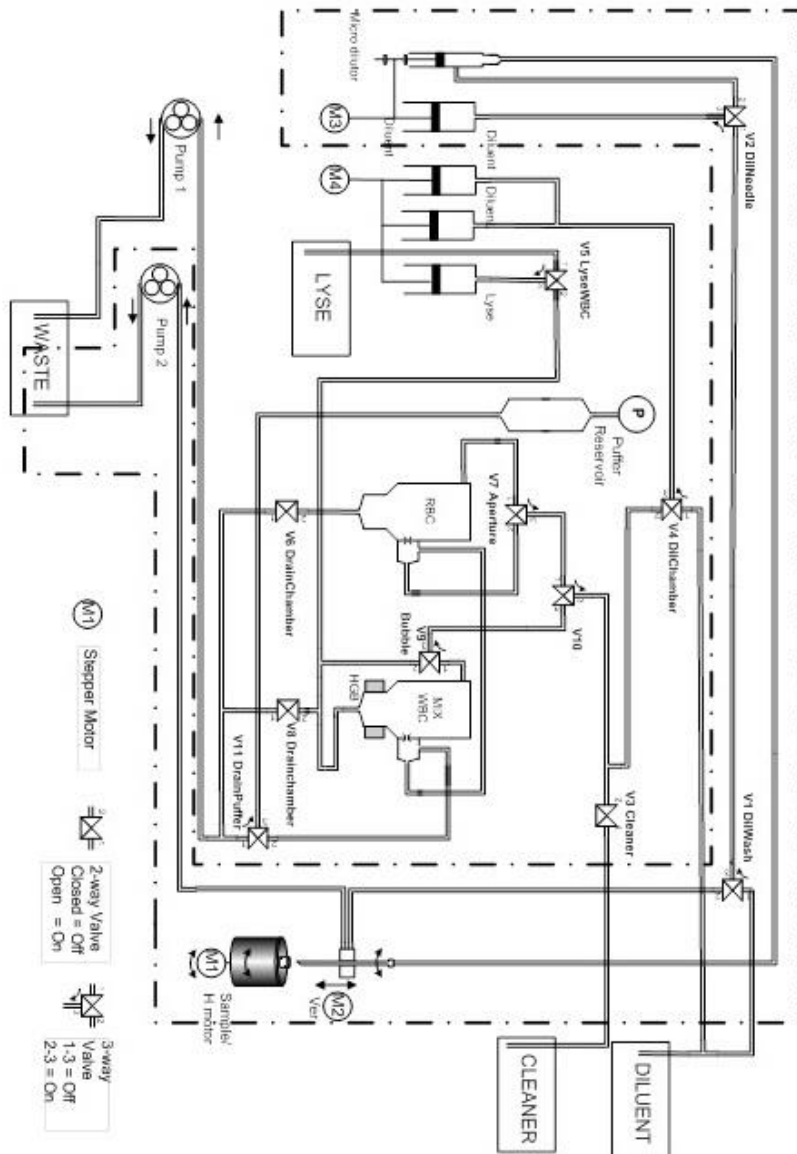 *Micro dilutor
Diluent
M3
Diluent
V2 DilNeedle
Pump 1
M4
Diluent
Diluent
Lyse
LYSE
V5 LyseWBC
Pump 2
WASTE
P
Puffer
Reservoir
RBC
V7 Aperture
V6 DrainChamber
V4 DilChamber
V10
V9
Bubble
MIX
WBC
HGB
V8 Drainchamber
V11 DrainPuffer
V3 Cleaner
V1 DilWash
M1
Sample/
H motor
M2
Ver
CLEANER
DILUENT
M1
Stepper Motor
2-way Valve
Closed = Off
Open = On
3-way
Valve
1-3 = Off
2-3 = On